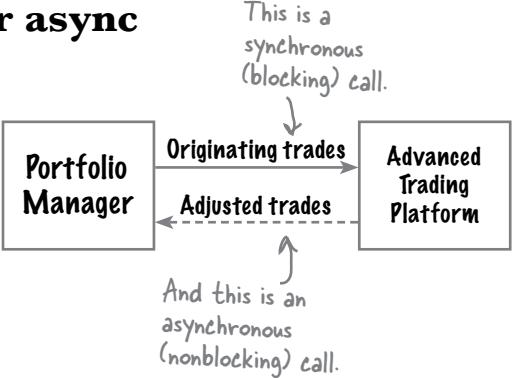 r async
This is a
synchronous
(blocking) call.
Originating trades
Portfolio
Manager
Advanced
Trading
Platform
Adjusted trades
And this is an
asynchronous
(nonblocking) call.